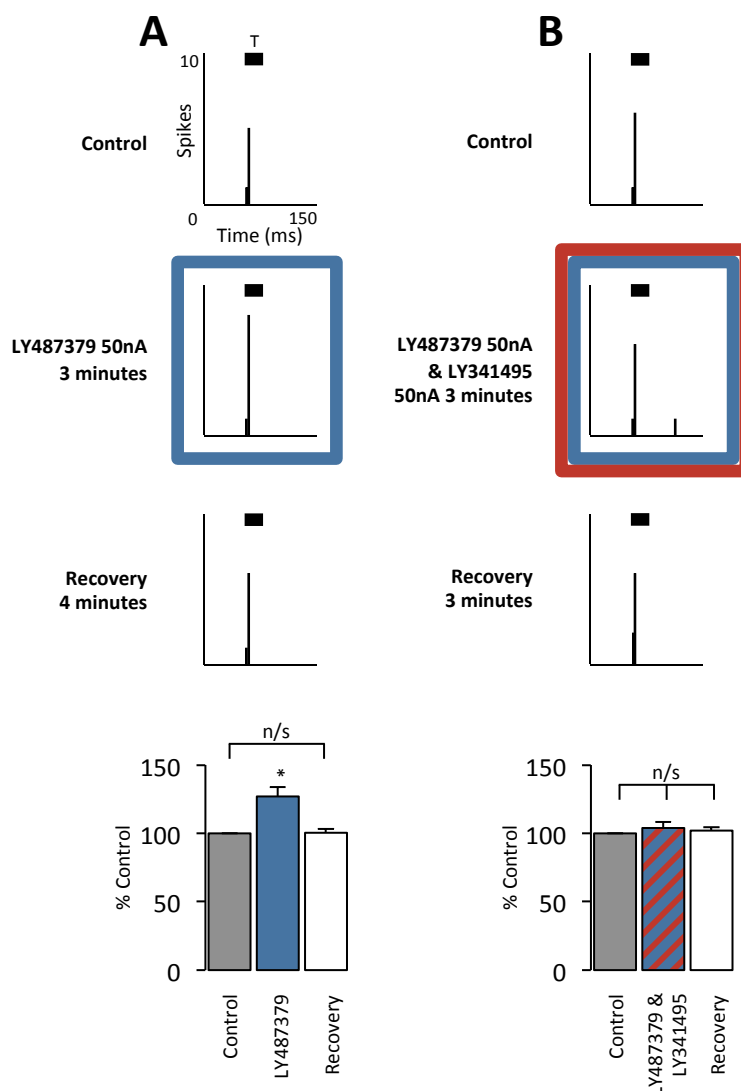 A
B
T
10
Spikes
Control
0
150
Time (ms)
Control
LY487379 50nA
3 minutes
LY487379 50nA
& LY341495
50nA 3 minutes
Recovery
4 minutes
Recovery
3 minutes
n/s
*
150
100
50
0
% Control
Control
LY487379
Recovery
n/s
150
100
50
0
% Control
Control
LY487379 &
LY341495
Recovery